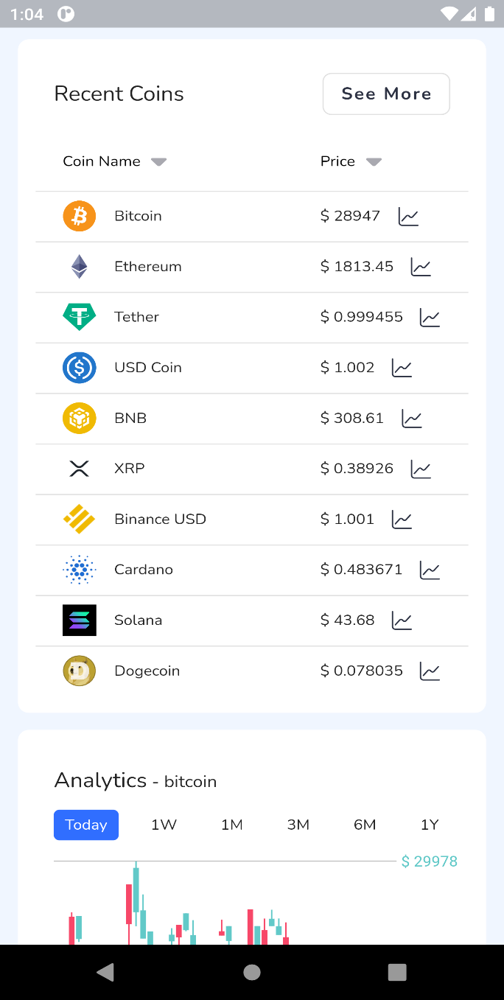 1:04
Recent Coins
See More
Coin Name Price
Bitcoin $ 28947
Ethereum $ 1813.45
Tether $ 0.999455
USD Coin $ 1.002
BNB $ 308.61
XRP $ 0.38926
Binance USD $ 1.001
Cardano $ 0.483671
Solana $ 43.68
Dogecoin $ 0.078035
Analytics - bitcoin
Today 1W 1M 3M 6M 1Y
$ 29978